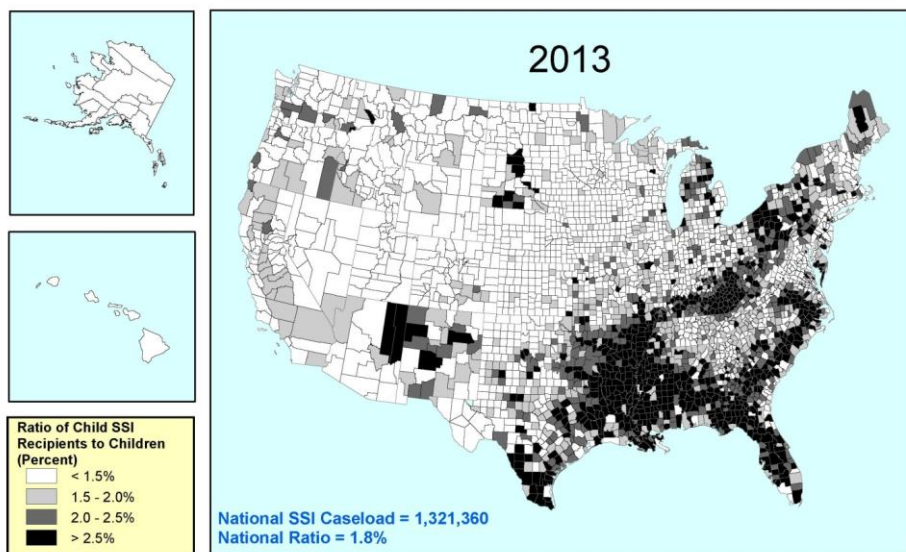 2013
Ratio of Child SSI
Recipients to Children
(Percent)
< 1.5%
1.5 - 2.0%
2.0 - 2.5%
> 2.5%
National SSI Caseload = 1,321,360
National Ratio = 1.8%